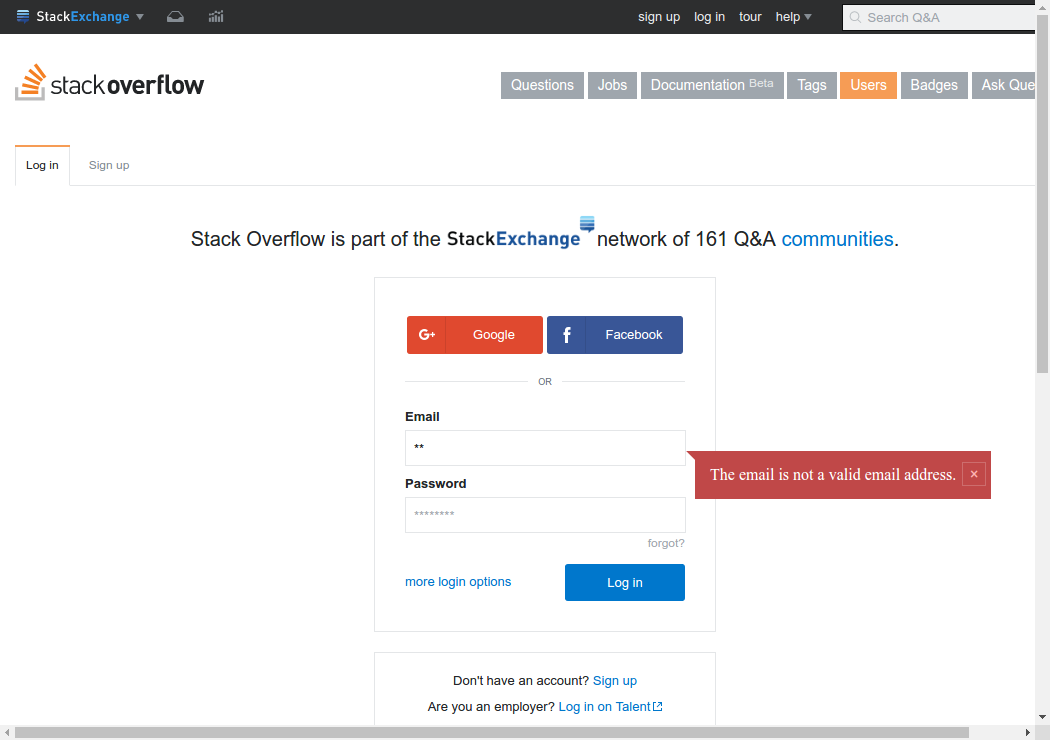 StackExchange sign up log in tour help Search Q&A
stackoverflow Questions Jobs Documentation Beta Tags Users Badges Ask Que
Log in Sign up
Stack Overflow is part of the StackExchange network of 161 Q&A communities.
G+ Google f Facebook
OR
Email
**
The email is not a valid email address. ×
Password
********
forgot?
more login options Log in
Don't have an account? Sign up
Are you an employer? Log in on Talent